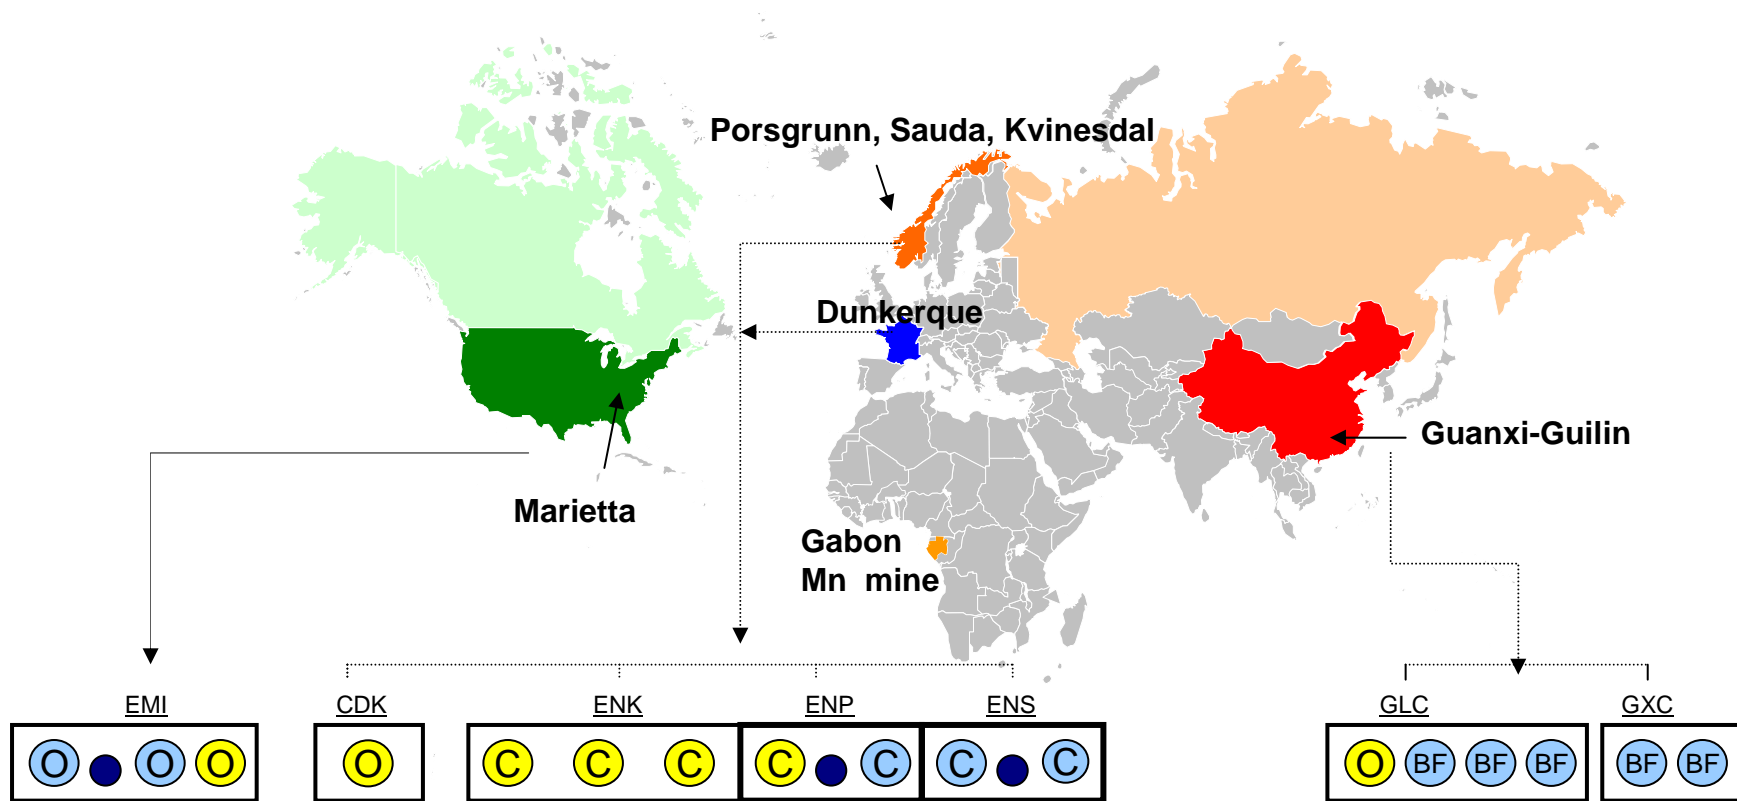 Porsgrunn, Sauda, Kvinesdal
Dunkerque
Guanxi-Guilin
Marietta
Gabon
Mn mine
EMI
CDK
ENK
ENP
ENS
GLC
GXC
O O O
O
C C C
C C
C C
O BF BF BF
BF BF